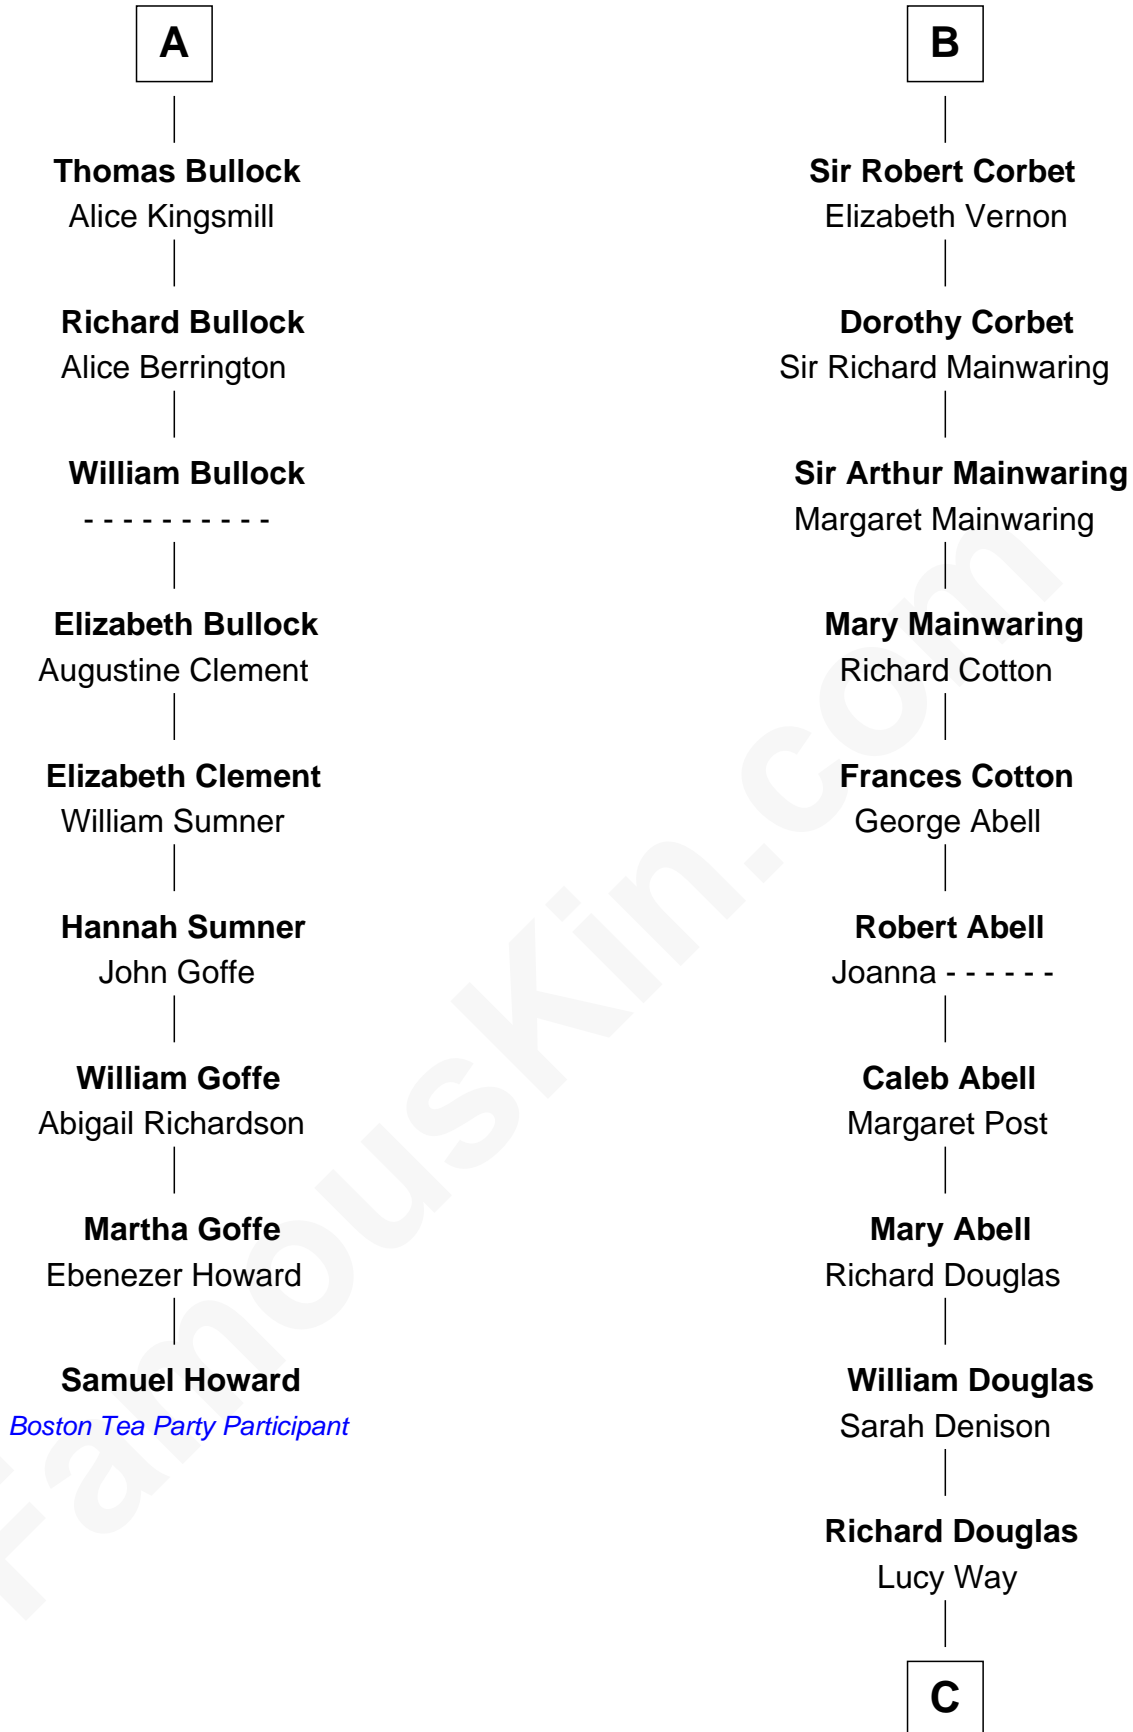 A
Thomas Bullock
Alice Kingsmill
Richard Bullock
Alice Berrington
William Bullock
- - - - - - - - - -
Elizabeth Bullock
Augustine Clement
Elizabeth Clement
William Sumner
Hannah Sumner
John Goffe
William Goffe
Abigail Richardson
Martha Goffe
Ebenezer Howard
Samuel Howard
Boston Tea Party Participant
B
Sir Robert Corbet
Elizabeth Vernon
Dorothy Corbet
Sir Richard Mainwaring
Sir Arthur Mainwaring
Margaret Mainwaring
Mary Mainwaring
Richard Cotton
Frances Cotton
George Abell
Robert Abell
Joanna - - - - - -
Caleb Abell
Margaret Post
Mary Abell
Richard Douglas
William Douglas
Sarah Denison
Richard Douglas
Lucy Way
C
FamousKin.com